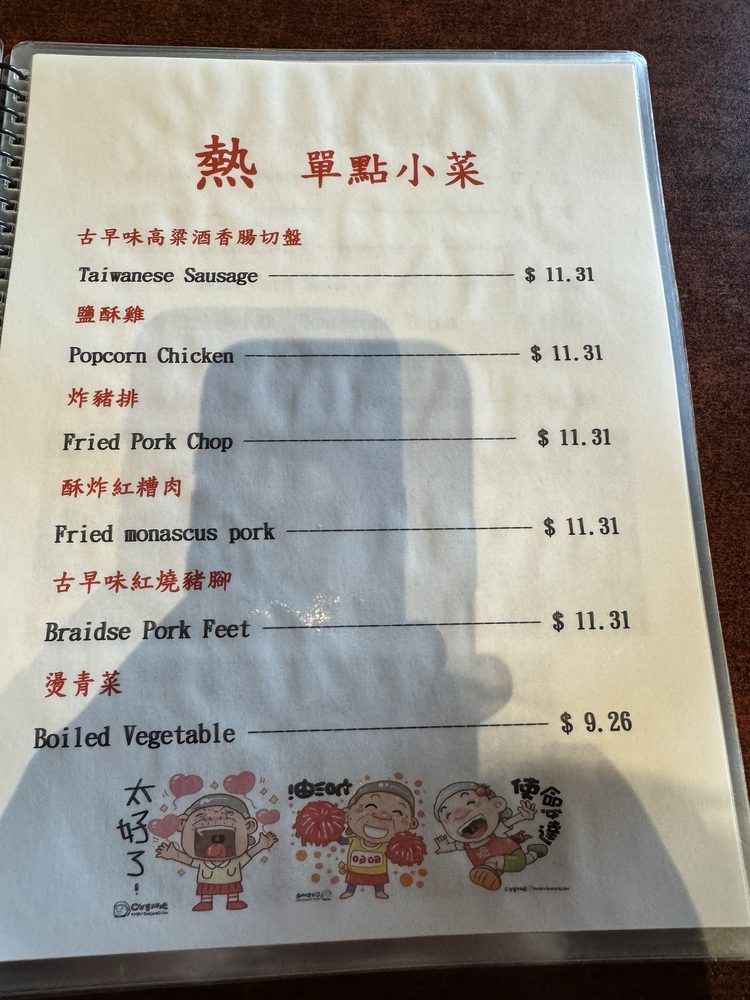 熱 單點小菜
古早味高粱酒香腸切盤
Taiwanese Sausage $ 11.31
鹽酥雞
Popcorn Chicken $ 11.31
炸豬排
Fried Pork Chop $ 11.31
酥炸紅糟肉
Fried monascus pork $ 11.31
古早味紅燒豬腳
Braidse Pork Feet $ 11.31
燙青菜
Boiled Vegetable $ 9.26
太好了!
加油!
使命必達